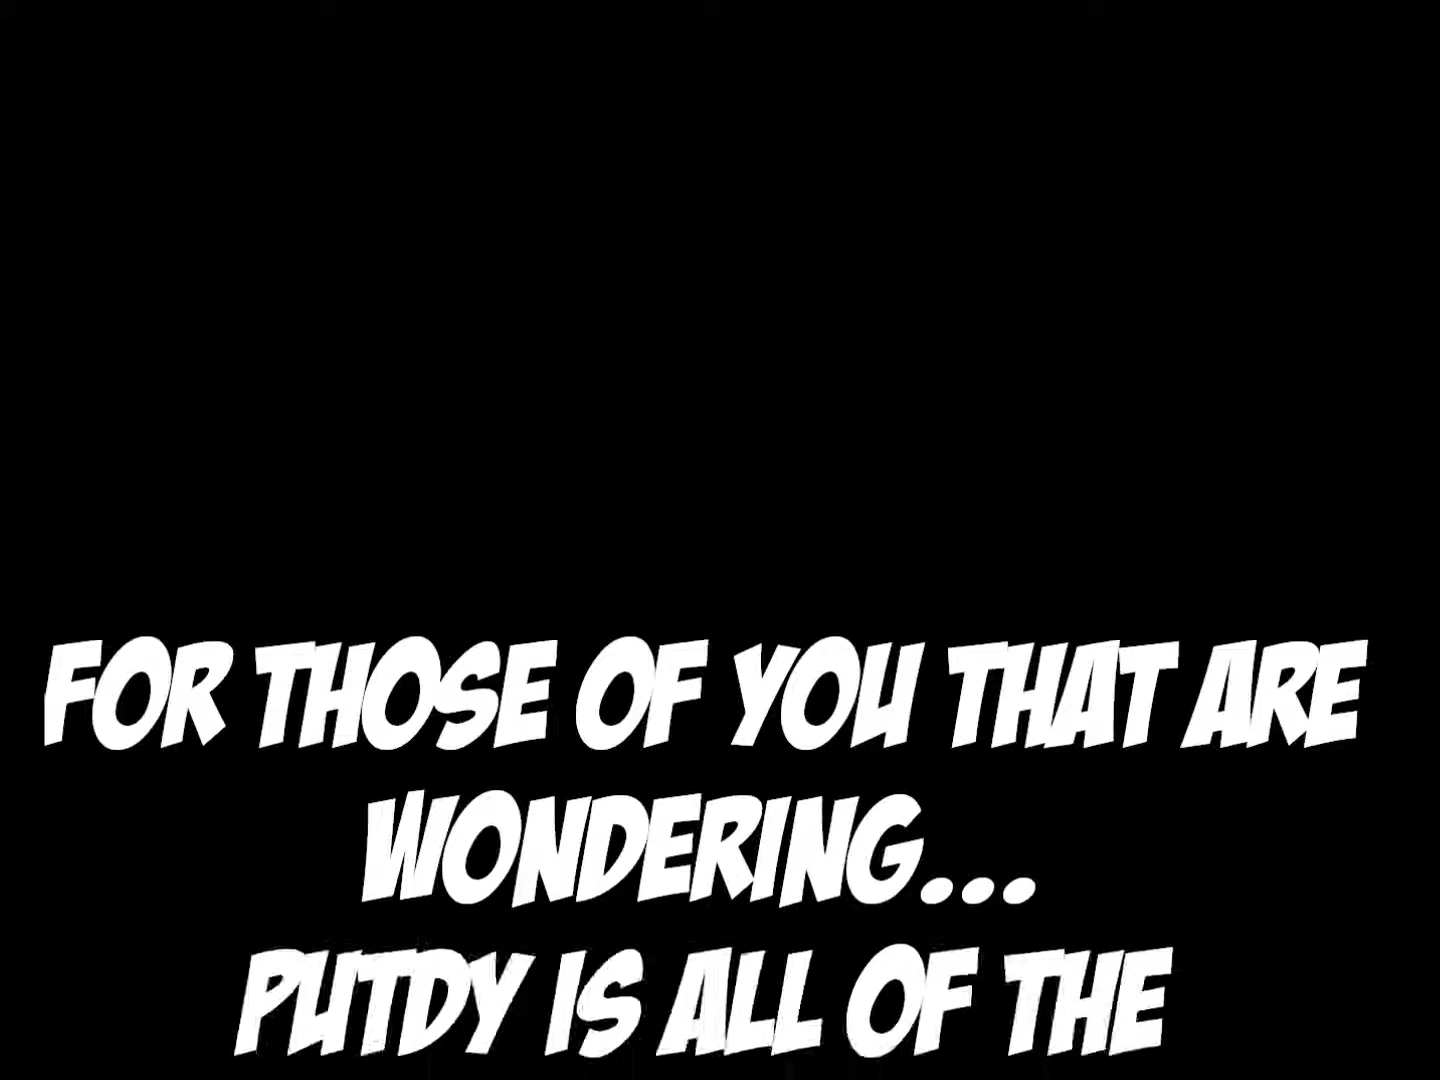 FOR THOSE OF YOU THAT ARE
WONDERING...
PUTDY IS ALL OF THE